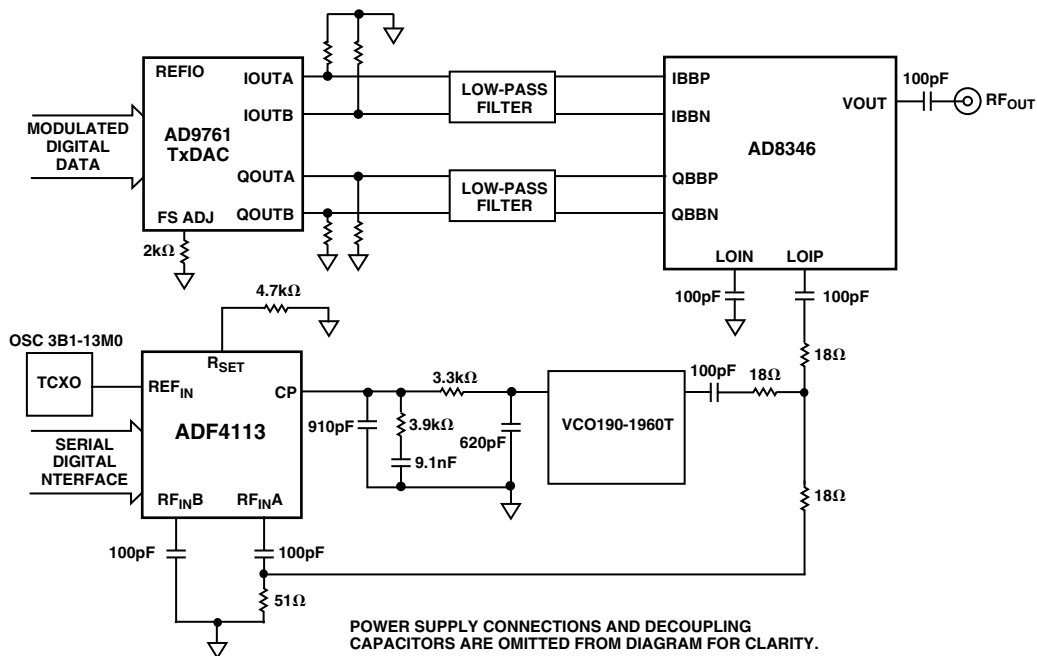 REFIO
IOUTA
IOUTB
AD9761
TxDAC
QOUTA
QOUTB
FS ADJ
MODULATED
DIGITAL
DATA
2kΩ
LOW-PASS
FILTER
LOW-PASS
FILTER
IBBP
IBBN
AD8346
QBBP
QBBN
VOUT
LOIN
LOIP
100pF
RFOUT
100pF
100pF
18Ω
4.7kΩ
OSC 3B1-13M0
TCXO
RSET
REFIN
CP
ADF4113
SERIAL
DIGITAL
NTERFACE
RFINB
RFINA
910pF
3.3kΩ
3.9kΩ
9.1nF
620pF
VCO190-1960T
100pF
18Ω
18Ω
100pF
100pF
51Ω
POWER SUPPLY CONNECTIONS AND DECOUPLING
CAPACITORS ARE OMITTED FROM DIAGRAM FOR CLARITY.